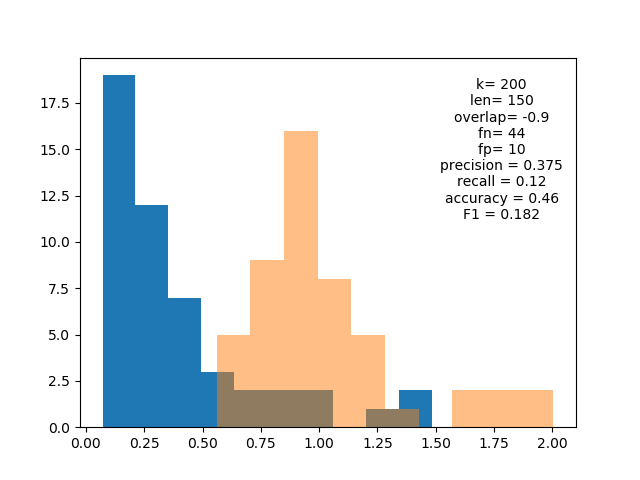 k= 200
len= 150
overlap= -0.9
fn= 44
fp= 10
precision = 0.375
recall = 0.12
accuracy = 0.46
F1 = 0.182
17.5
15.0
12.5
10.0
7.5
5.0
2.5
0.0
0.00 0.25 0.50 0.75 1.00 1.25 1.50 1.75 2.00